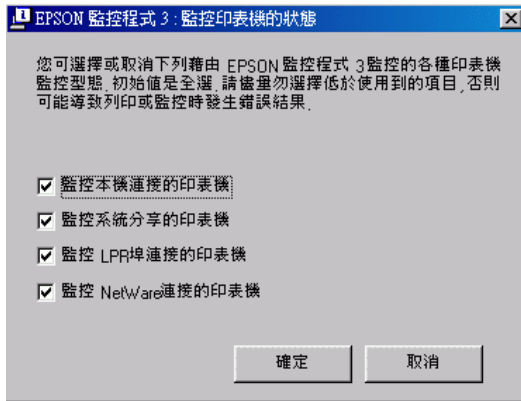 EPSON 監控程式 3 : 監控印表機的狀態
您可選擇或取消下列藉由 EPSON 監控程式 3監控的各種印表機
監控型態,初始值是全選,請儘量勿選擇低於使用到的項目,否則
可能導致列印或監控時發生錯誤結果.
監控本機連接的印表機
監控系統分享的印表機
監控 LPR埠連接的印表機
監控 NetWare連接的印表機
確定
取消